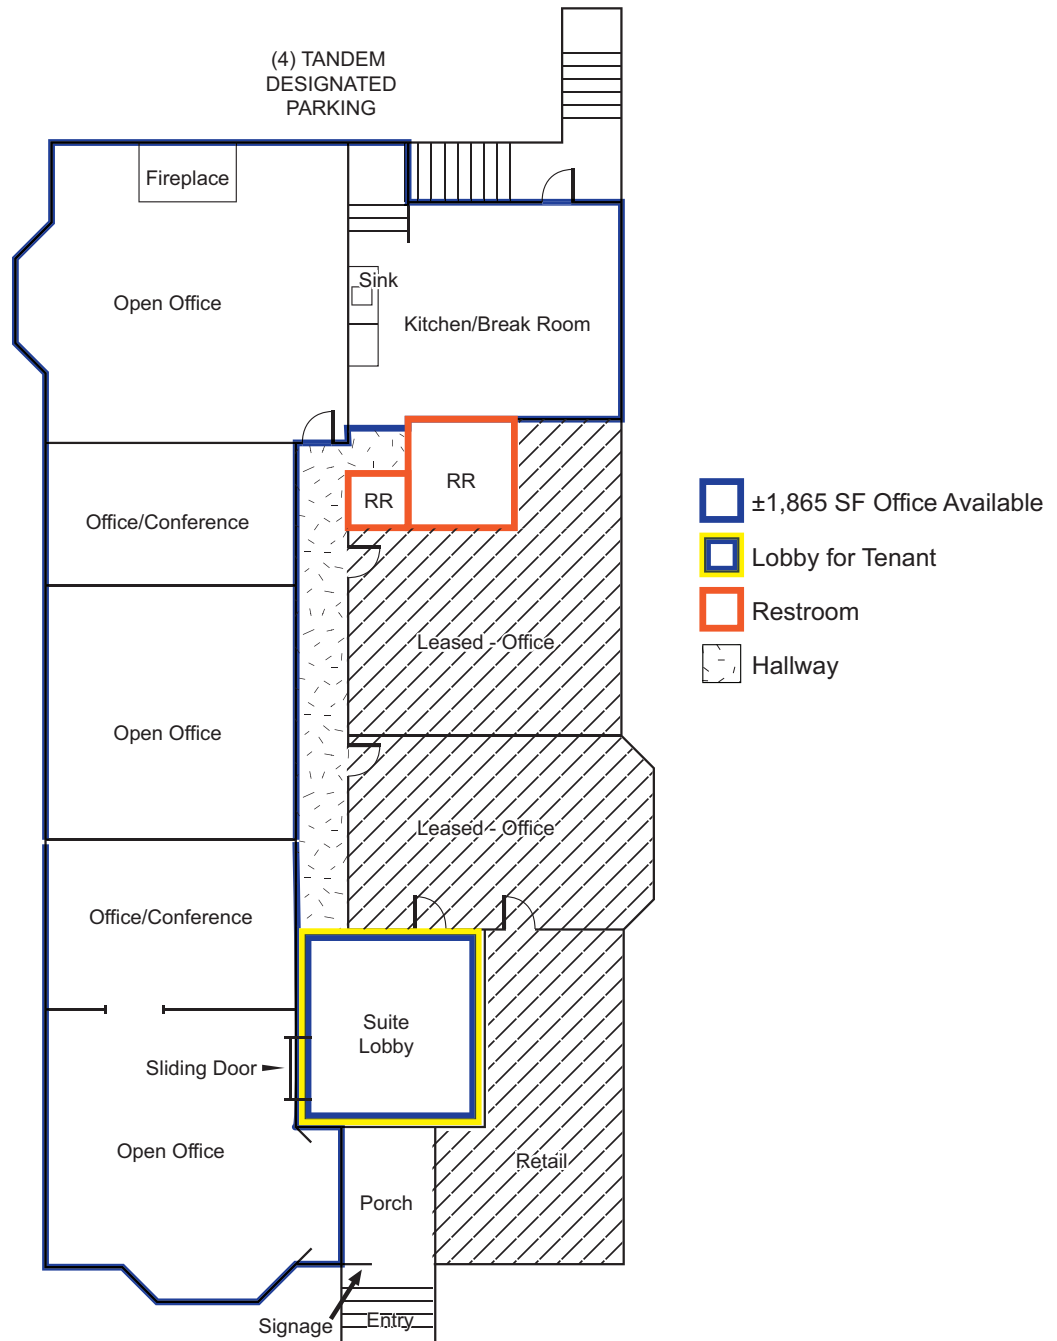 (4) TANDEM
DESIGNATED
PARKING
Fireplace
Sink
Open Office
Kitchen/Break Room
RR
RR
Office/Conference
±1,865 SF Office Available
Lobby for Tenant
Restroom
Hallway
Leased - Office
Open Office
Leased - Office
Office/Conference
Suite
Lobby
Sliding Door
Open Office
Retail
Porch
Signage
Entry